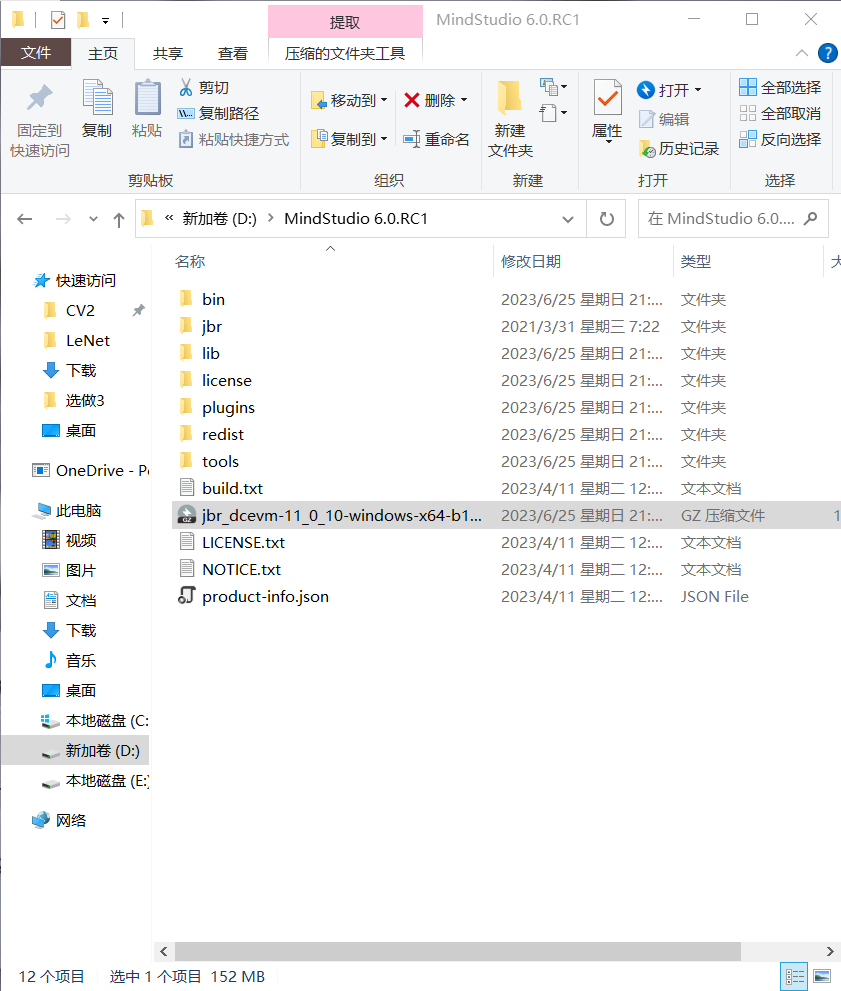 提取
MindStudio 6.0.RC1
文件
主页
共享
查看
压缩的文件夹工具
固定到
快速访问
复制
粘贴
剪切
复制路径
粘贴快捷方式
剪贴板
移动到
复制到
删除
重命名
组织
新建
文件夹
新建
属性
打开
编辑
历史记录
打开
全部选择
全部取消
反向选择
选择
« 新加卷 (D:) > MindStudio 6.0.RC1
在 MindStudio 6.0....
名称 修改日期 类型
快速访问
CV2
LeNet
下载
选做3
桌面
OneDrive - Pe
此电脑
视频
图片
文档
下载
音乐
桌面
本地磁盘 (C:
新加卷 (D:)
本地磁盘 (E:)
网络
bin 2023/6/25 星期日 21:... 文件夹
jbr 2021/3/31 星期三 7:22 文件夹
lib 2023/6/25 星期日 21:... 文件夹
license 2023/6/25 星期日 21:... 文件夹
plugins 2023/6/25 星期日 21:... 文件夹
redist 2023/6/25 星期日 21:... 文件夹
tools 2023/6/25 星期日 21:... 文件夹
build.txt 2023/4/11 星期二 12:... 文本文档
jbr_dcevm-11_0_10-windows-x64-b1... 2023/6/25 星期日 21:... GZ 压缩文件 1
LICENSE.txt 2023/4/11 星期二 12:... 文本文档
NOTICE.txt 2023/4/11 星期二 12:... 文本文档
product-info.json 2023/4/11 星期二 12:... JSON File
12 个项目 选中 1 个项目 152 MB